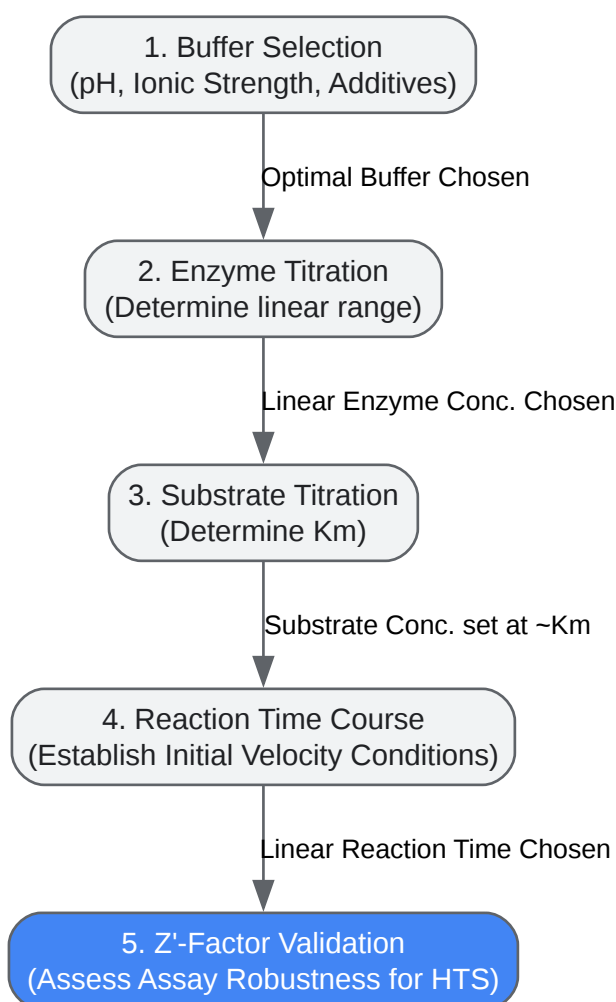 1. Buffer Selection
(pH, Ionic Strength, Additives)
Optimal Buffer Chosen
2. Enzyme Titration
(Determine linear range)
Linear Enzyme Conc. Chosen
3. Substrate Titration
(Determine Km)
Substrate Conc. set at ~Km
4. Reaction Time Course
(Establish Initial Velocity Conditions)
Linear Reaction Time Chosen
5. Z'-Factor Validation
(Assess Assay Robustness for HTS)